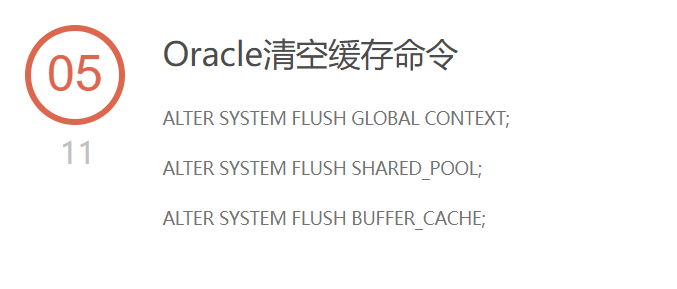 05
11
Oracle清空缓存命令
ALTER SYSTEM FLUSH GLOBAL CONTEXT;
ALTER SYSTEM FLUSH SHARED_POOL;
ALTER SYSTEM FLUSH BUFFER_CACHE;